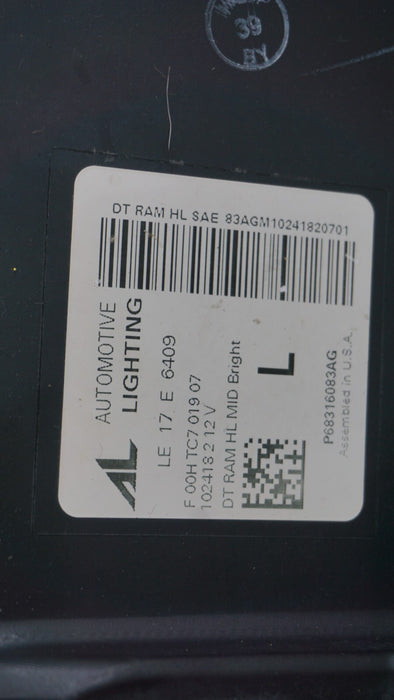 39
BY
DT RAM HL SAE 83AGM10241820701
AL
AUTOMOTIVE
LIGHTING
LE 17 E 6409
F 00H TC7 019 07
102418 2 12 V
DT RAM HL MID Bright
L
P68316083AG
Assembled in U.S.A.